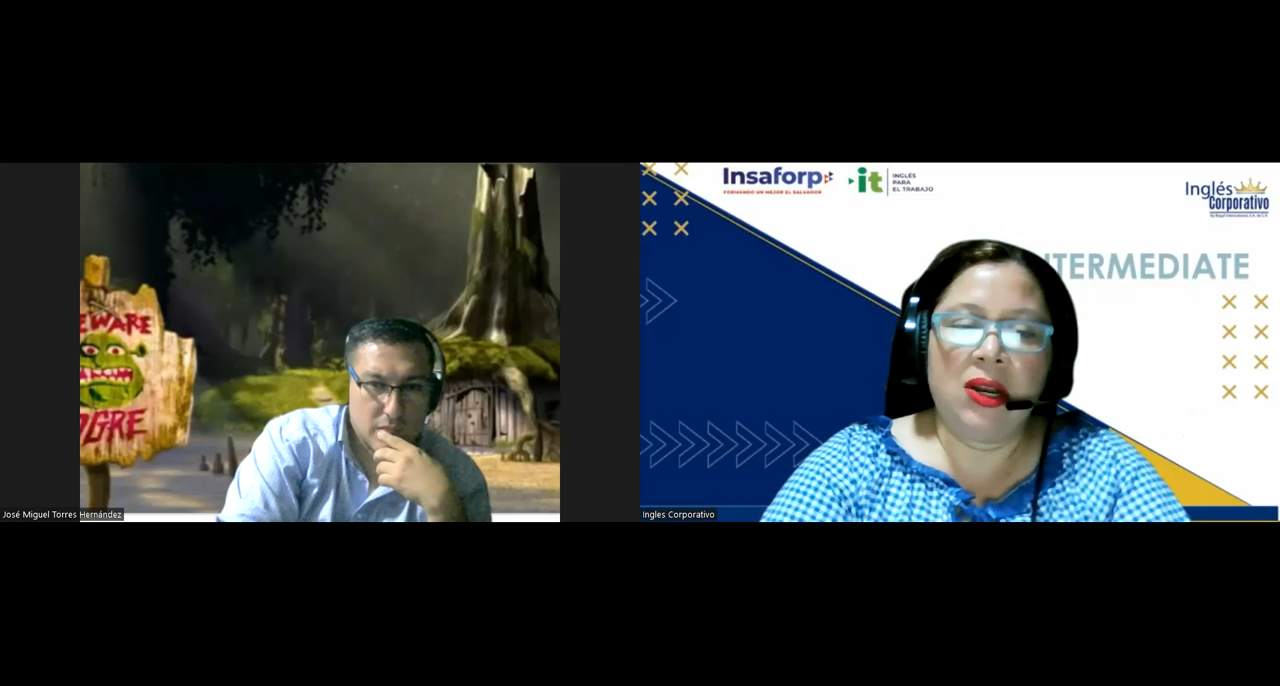 EWARE
OGRE
José Miguel Torres Hernández
Insaforp
FORMANDO UN MEJOR EL SALVADOR
it
INGLÉS
PARA
EL TRABAJO
Inglés
Corporativo
NTERMEDIATE
Ingles Corporativo